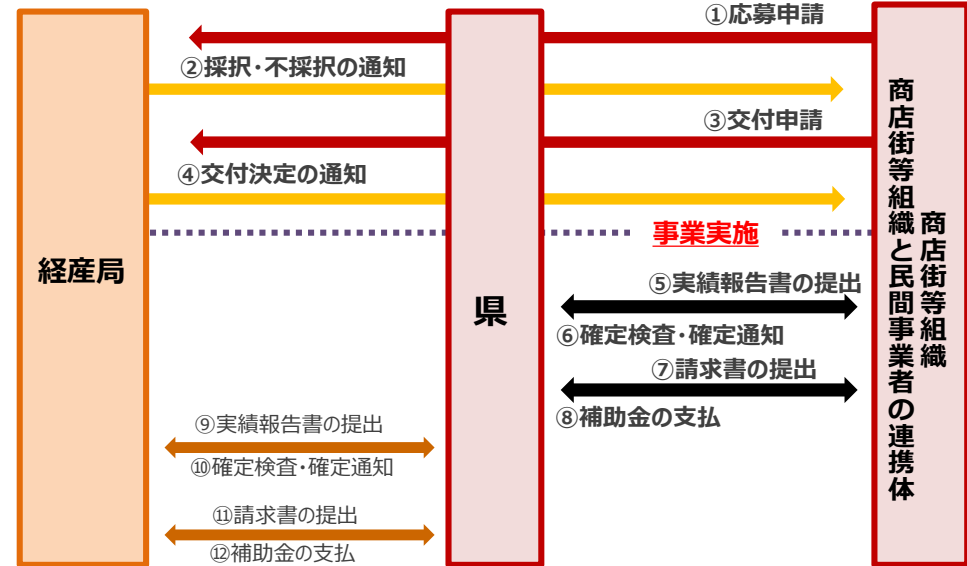 ①応募申請
②採択・不採択の通知
③交付申請
④交付決定の通知
事業実施
経産局
県
商店街等組織
商店街等組織と民間事業者の連携体
⑤実績報告書の提出
⑥確定検査・確定通知
⑦請求書の提出
⑧補助金の支払
⑨実績報告書の提出
⑩確定検査・確定通知
⑪請求書の提出
⑫補助金の支払